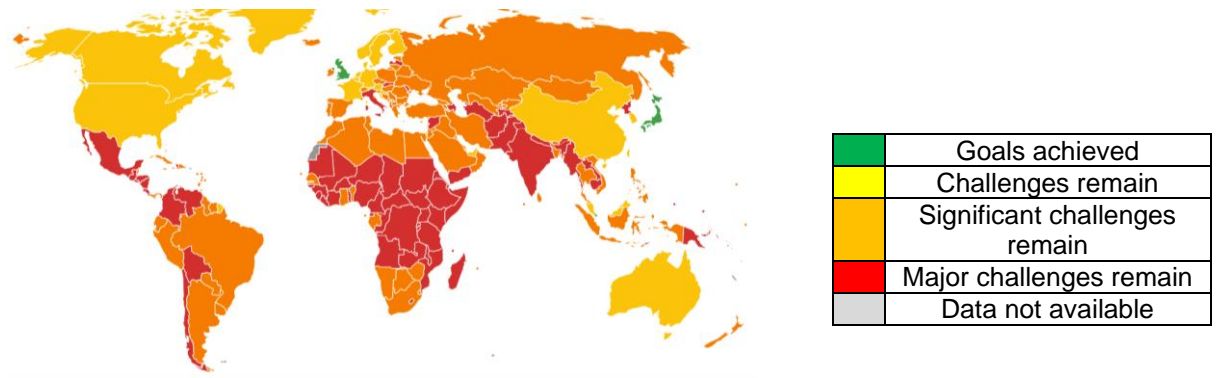 Goals achieved
Challenges remain
Significant challenges
remain
Major challenges remain
Data not available